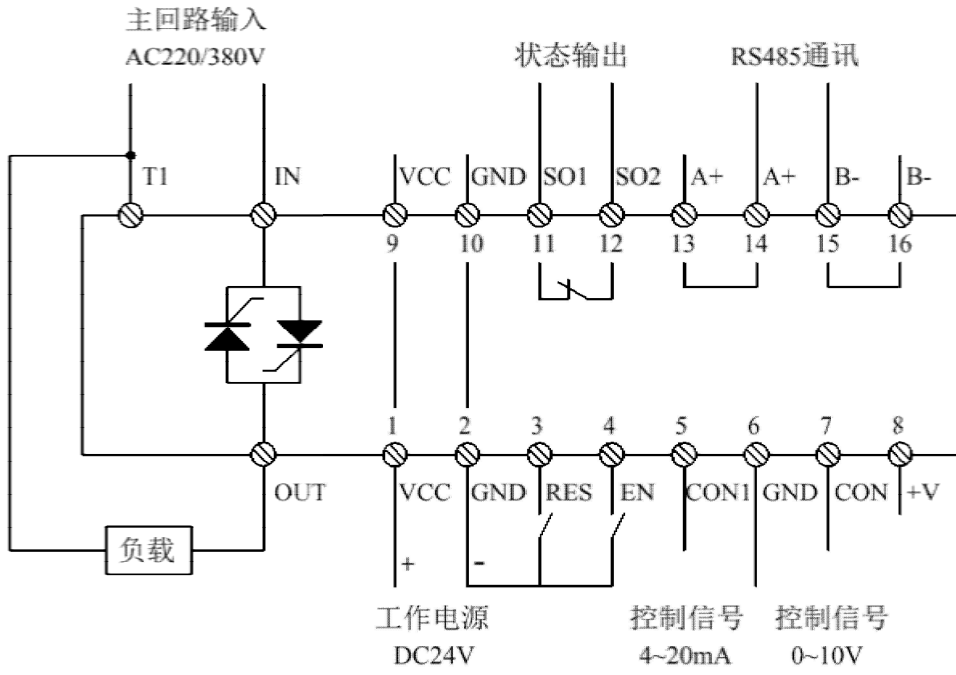 主回路输入
AC220/380V
状态输出
RS485通讯
T1
IN
VCC
GND
SO1
SO2
A+
A+
B-
B-
9
10
11
12
13
14
15
16
1
2
3
4
5
6
7
8
OUT
VCC
GND
RES
EN
CON1
GND
CON
+V
负载
+
-
工作电源
DC24V
控制信号
4~20mA
控制信号
0~10V